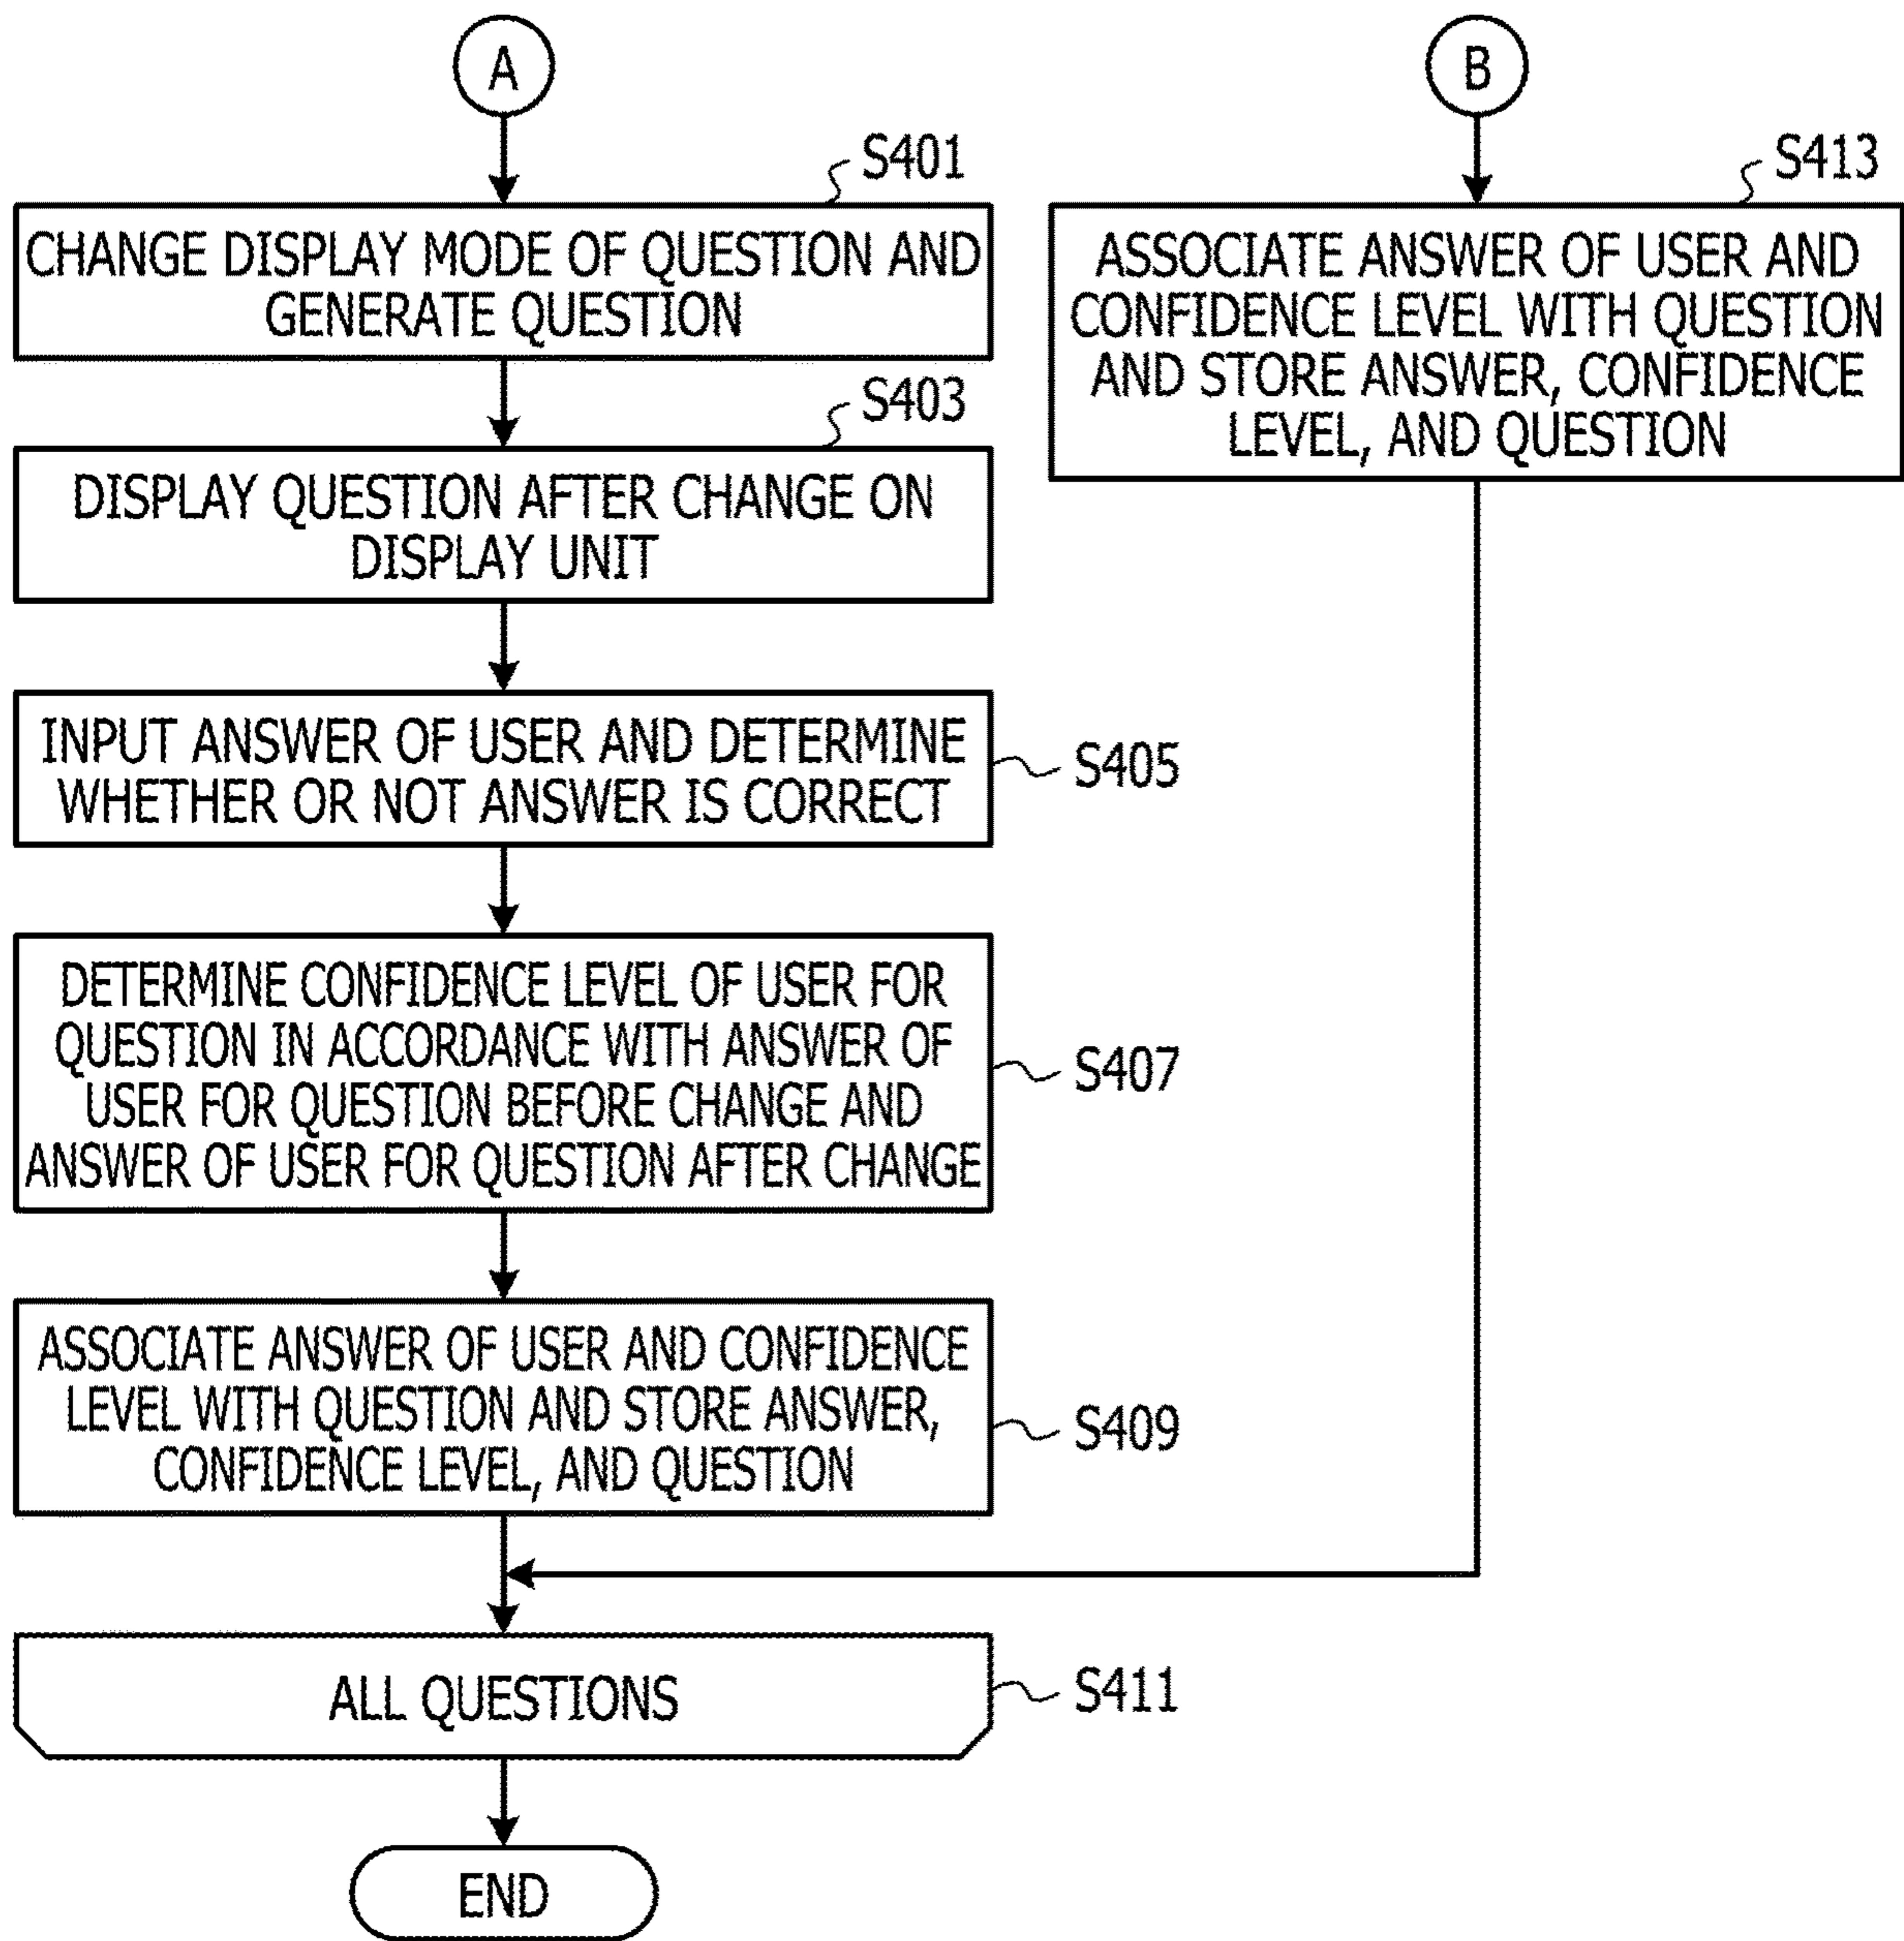 A
S401
CHANGE DISPLAY MODE OF QUESTION AND
GENERATE QUESTION
S403
DISPLAY QUESTION AFTER CHANGE ON
DISPLAY UNIT
INPUT ANSWER OF USER AND DETERMINE
WHETHER OR NOT ANSWER IS CORRECT
S405
DETERMINE CONFIDENCE LEVEL OF USER FOR
QUESTION IN ACCORDANCE WITH ANSWER OF
USER FOR QUESTION BEFORE CHANGE AND
ANSWER OF USER FOR QUESTION AFTER CHANGE
S407
ASSOCIATE ANSWER OF USER AND CONFIDENCE
LEVEL WITH QUESTION AND STORE ANSWER,
CONFIDENCE LEVEL, AND QUESTION
S409
ALL QUESTIONS
S411
END
B
S413
ASSOCIATE ANSWER OF USER AND
CONFIDENCE LEVEL WITH QUESTION
AND STORE ANSWER, CONFIDENCE
LEVEL, AND QUESTION